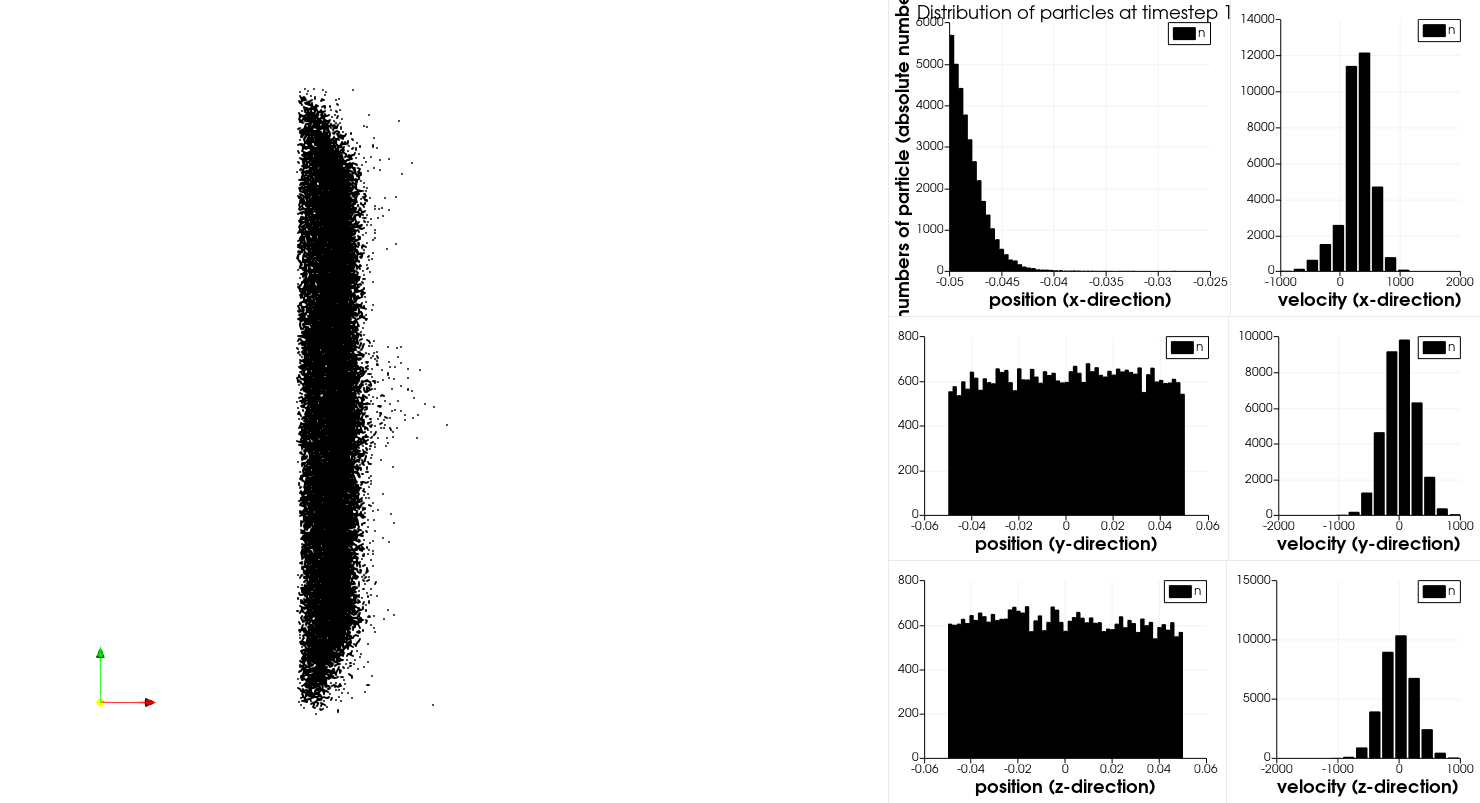 Distribution of particles at timestep 1
numbers of particle (absolute numbe
6000
5000
4000
3000
2000
1000
0
-0.05 -0.045 -0.04 -0.035 -0.03 -0.025
position (x-direction)
n
14000
12000
10000
8000
6000
4000
2000
0
-1000 0 1000 2000
velocity (x-direction)
n
800
600
400
200
0
-0.06 -0.04 -0.02 0 0.02 0.04 0.06
position (y-direction)
n
10000
8000
6000
4000
2000
0
-2000 -1000 0 1000
velocity (y-direction)
n
800
600
400
200
0
-0.06 -0.04 -0.02 0 0.02 0.04 0.06
position (z-direction)
n
15000
10000
5000
0
-2000 -1000 0 1000
velocity (z-direction)
n